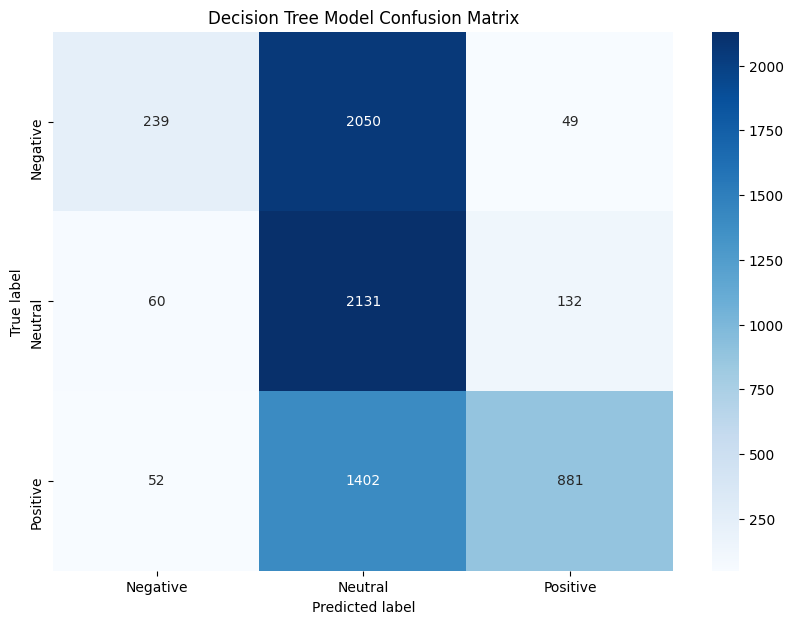 Decision Tree Model Confusion Matrix
True label
Negative
239 2050 49
Neutral
60 2131 132
Positive
52 1402 881
Negative Neutral Positive
Predicted label
2000
1750
1500
1250
1000
750
500
250